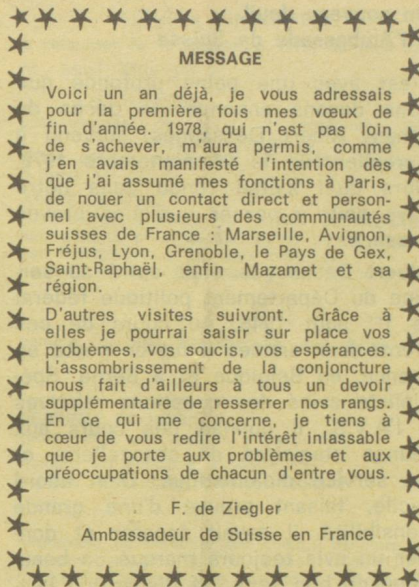 MESSAGE
Voici un an déjà, je vous adressais
pour la première fois mes vœux de
fin d'année. 1978, qui n'est pas loin
de s'achever, m'aura permis, comme
j'en avais manifesté l'intention dès
que j'ai assumé mes fonctions à Paris,
de nouer un contact direct et person-
nel avec plusieurs des communautés
suisses de France : Marseille, Avignon,
Fréjus, Lyon, Grenoble, le Pays de Gex,
Saint-Raphaël, enfin Mazamet et sa
région.
D'autres visites suivront. Grâce à
elles je pourrai saisir sur place vos
problèmes, vos soucis, vos espérances.
L'assombrissement de la conjoncture
nous fait d'ailleurs à tous un devoir
supplémentaire de resserrer nos rangs.
En ce qui me concerne, je tiens à
cœur de vous redire l'intérêt inlassable
que je porte aux problèmes et aux
préoccupations de chacun d'entre vous.
F. de Ziegler
Ambassadeur de Suisse en France